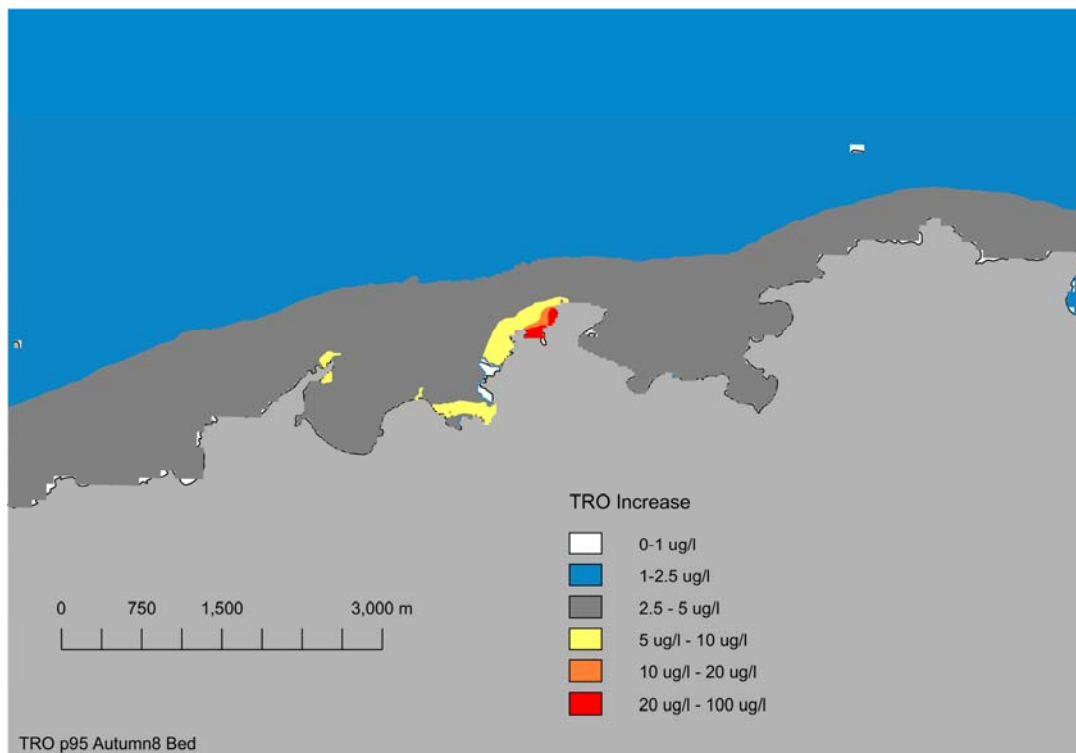 TRO Increase
0-1 ug/l
1-2.5 ug/l
2.5 - 5 ug/l
5 ug/l - 10 ug/l
10 ug/l - 20 ug/l
20 ug/l - 100 ug/l
0 750 1,500 3,000 m
TRO p95 Autumn8 Bed